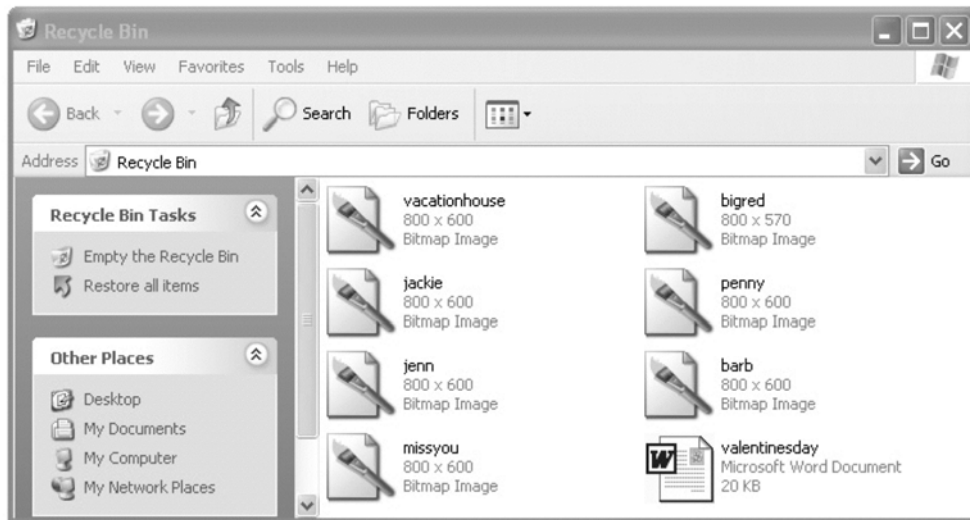 Recycle Bin
File Edit View Favorites Tools Help
Back Search Folders
Address Recycle Bin Go
Recycle Bin Tasks
Empty the Recycle Bin
Restore all items
Other Places
Desktop
My Documents
My Computer
My Network Places
vacationhouse
800 x 600
Bitmap Image
bigred
800 x 570
Bitmap Image
jackie
800 x 600
Bitmap Image
penny
800 x 600
Bitmap Image
jenn
800 x 600
Bitmap Image
barb
800 x 600
Bitmap Image
missyou
800 x 600
Bitmap Image
W
valentinesday
Microsoft Word Document
20 KB